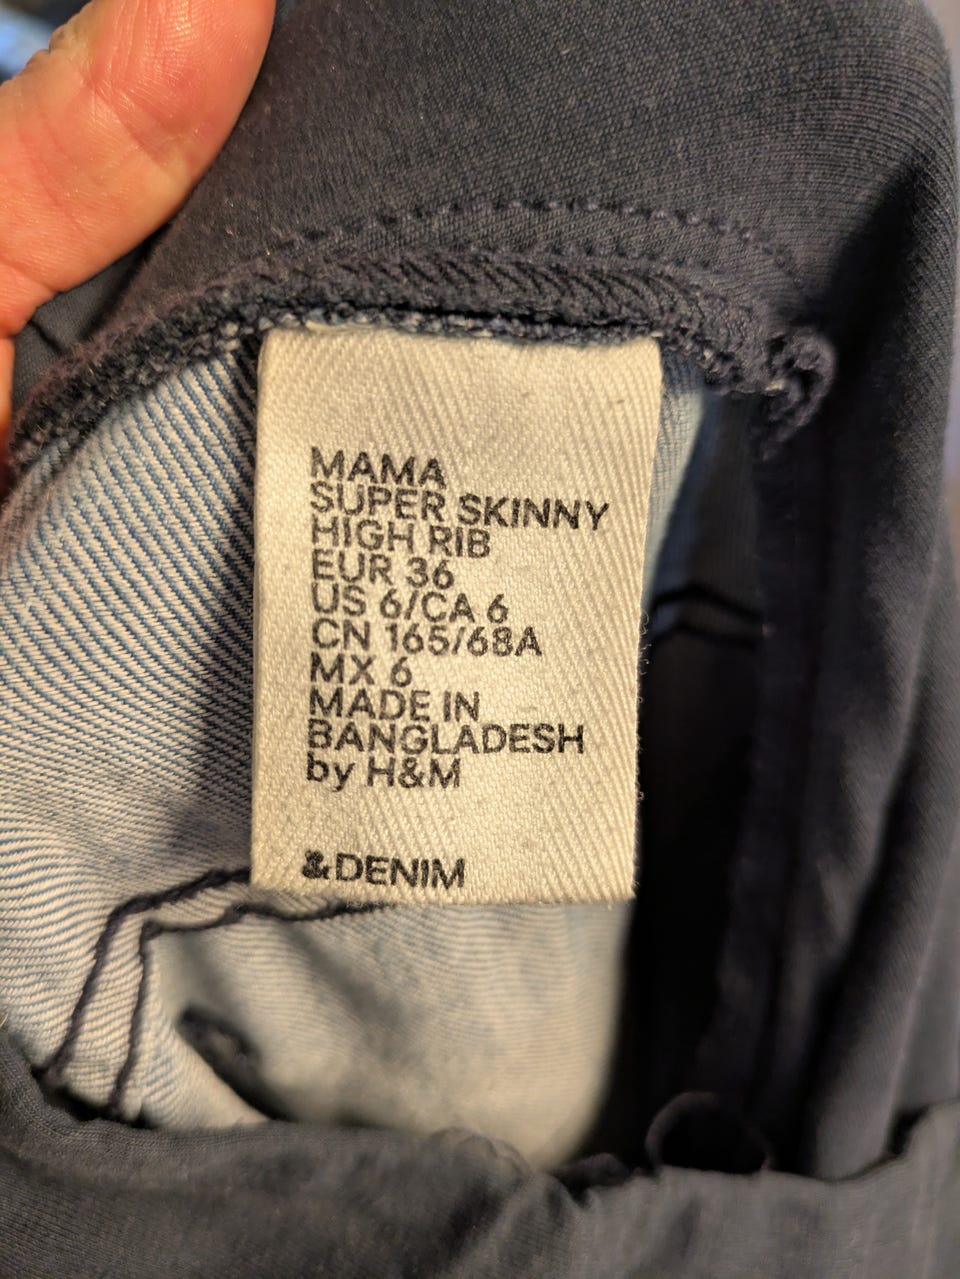 MAMA
SUPER SKINNY
HIGH RIB
EUR 36
US 6/CA 6
CN 165/68A
MX 6
MADE IN
BANGLADESH
by H&M
&DENIM